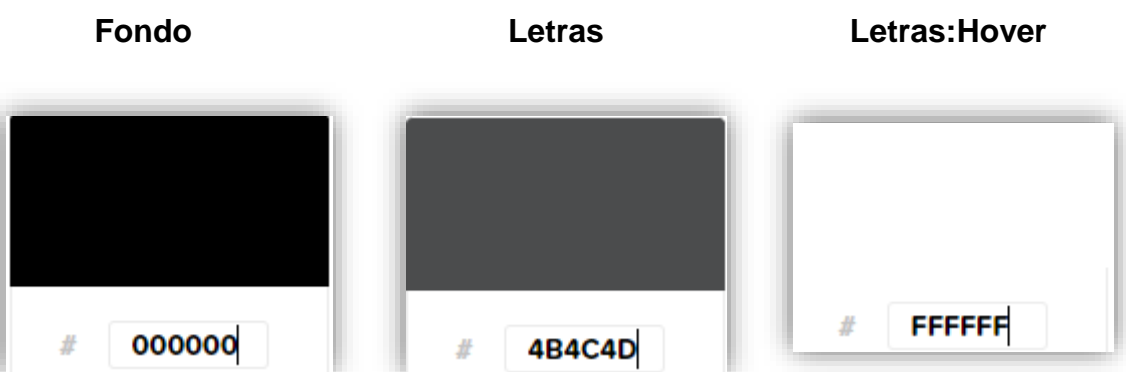 Fondo
Letras
Letras:Hover
# 000000
# 4B4C4D
# FFFFFF